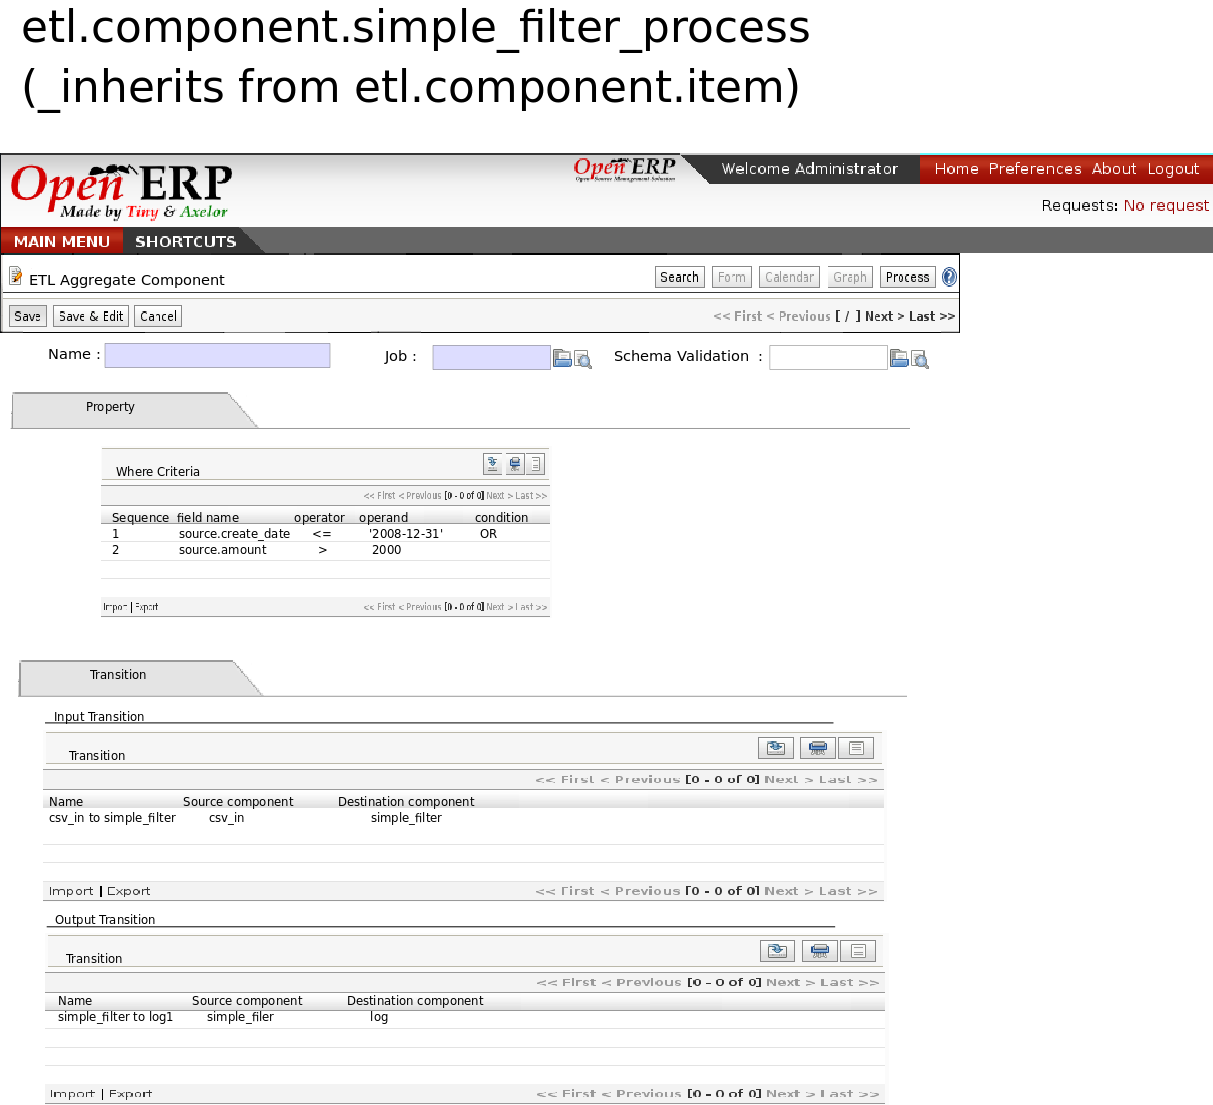 etl.component.simple_filter_process
(_inherits from etl.component.item)
Open ERP
Made by Tiny & Axelor
Open ERP
Open Source Management Solution
Welcome Administrator
Home Preferences About Logout
Requests: No request
MAIN MENU SHORTCUTS
ETL Aggregate Component
Search Form Calendar Graph Process ?
Save Save & Edit Cancel
<< First < Previous [ / ] Next > Last >>
Name : Job : Schema Validation :
Property
Where Criteria
<< First < Previous [0 - 0 of 0] Next > Last >>
Sequence field name operator operand condition
1 source.create_date <= '2008-12-31' OR
2 source.amount > 2000
Import | Export << First < Previous [0 - 0 of 0] Next > Last >>
Transition
Input Transition
Transition
<< First < Previous [0 - 0 of 0] Next > Last >>
Name Source component Destination component
csv_in to simple_filter csv_in simple_filter
Import | Export << First < Previous [0 - 0 of 0] Next > Last >>
Output Transition
Transition
<< First < Previous [0 - 0 of 0] Next > Last >>
Name Source component Destination component
simple_filter to log1 simple_filer log
Import | Export << First < Previous [0 - 0 of 0] Next > Last >>